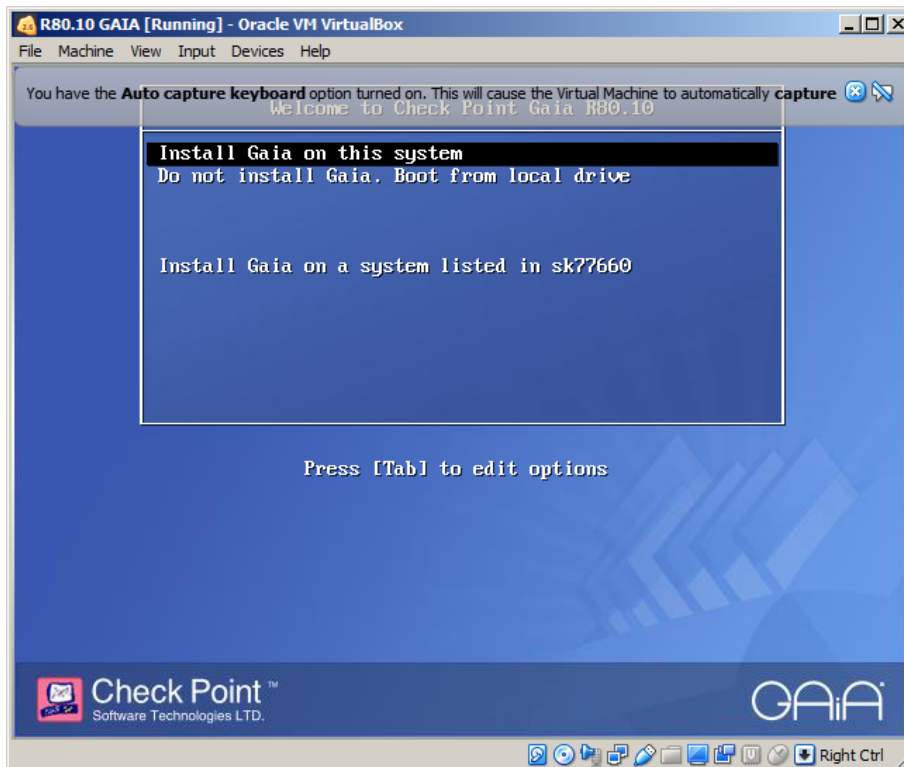 R80.10 GAIA [Running] - Oracle VM VirtualBox
File Machine View Input Devices Help
You have the Auto capture keyboard option turned on. This will cause the Virtual Machine to automatically capture
Welcome to Check Point Gaia R80.10
Install Gaia on this system
Do not install Gaia. Boot from local drive
Install Gaia on a system listed in sk77660
Press [Tab] to edit options
Check Point ™
Software Technologies LTD.
GAiA
Right Ctrl